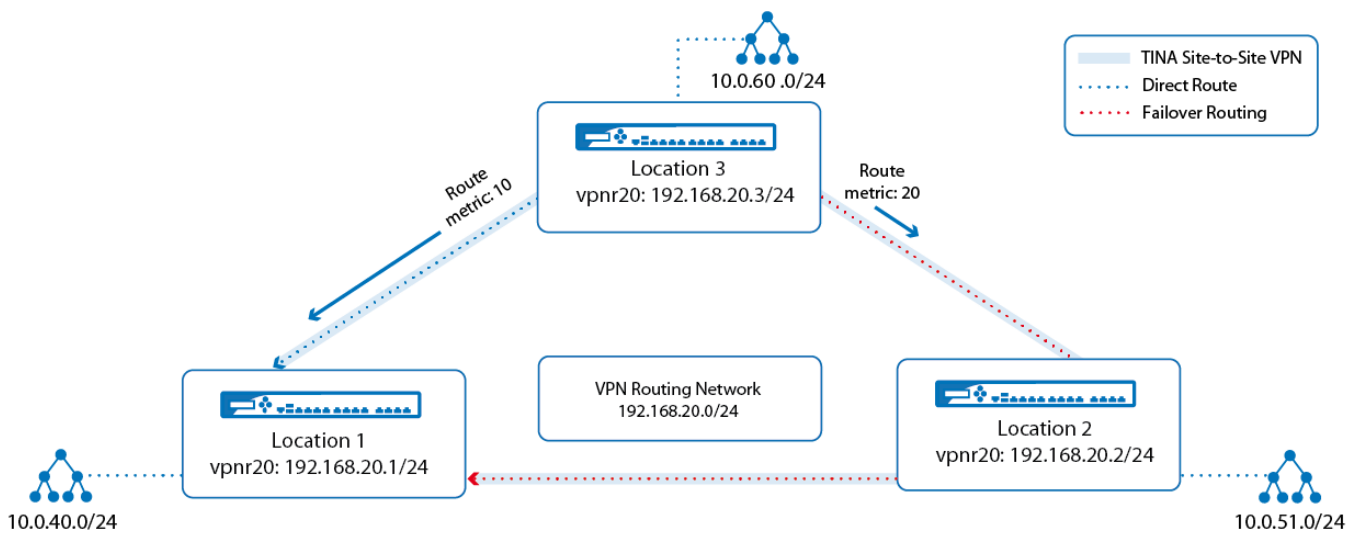 10.0.60 .0/24
TINA Site-to-Site VPN
Direct Route
Failover Routing
Location 3
vpnr20: 192.168.20.3/24
Route
metric: 10
Route
metric: 20
VPN Routing Network
192.168.20.0/24
Location 1
vpnr20: 192.168.20.1/24
Location 2
vpnr20: 192.168.20.2/24
10.0.40.0/24
10.0.51.0/24